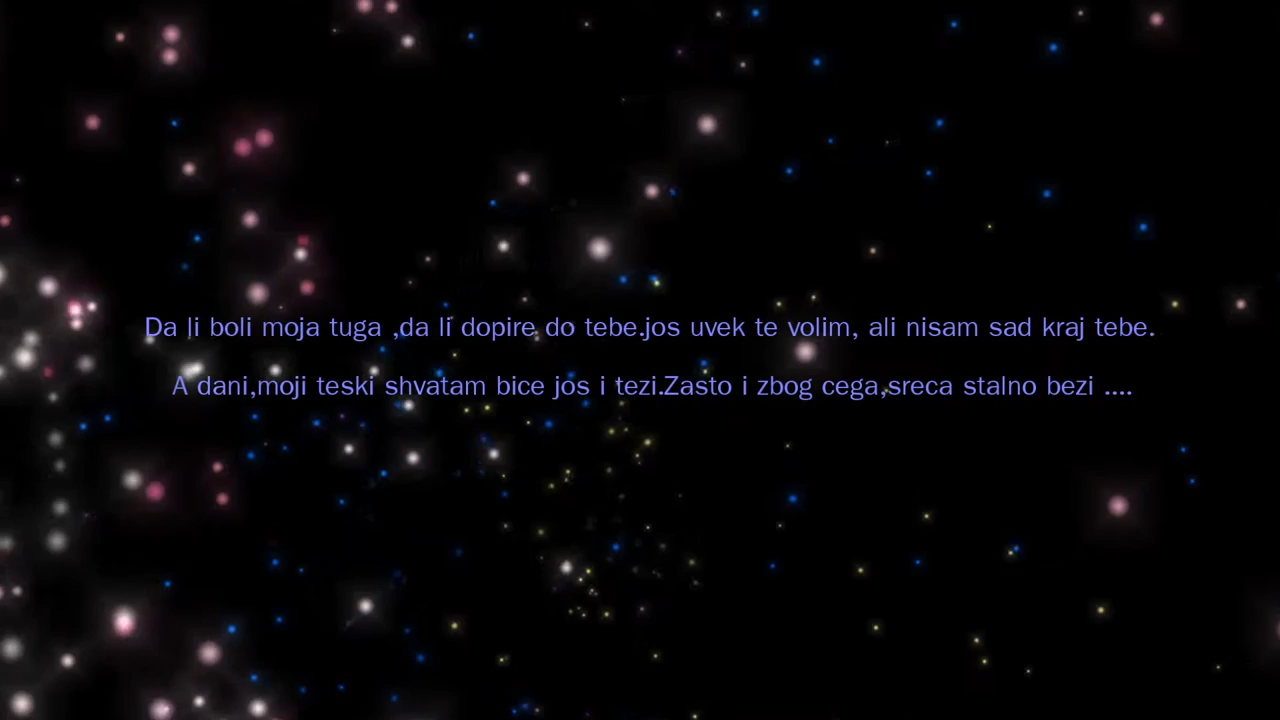 Da li boli moja tuga ,da li dopire do tebe.jos uvek te volim, ali nisam sad kraj tebe.
A dani,moji teski shvatam bice jos i tezi.Zasto i zbog cega,sreca stalno bezi ....